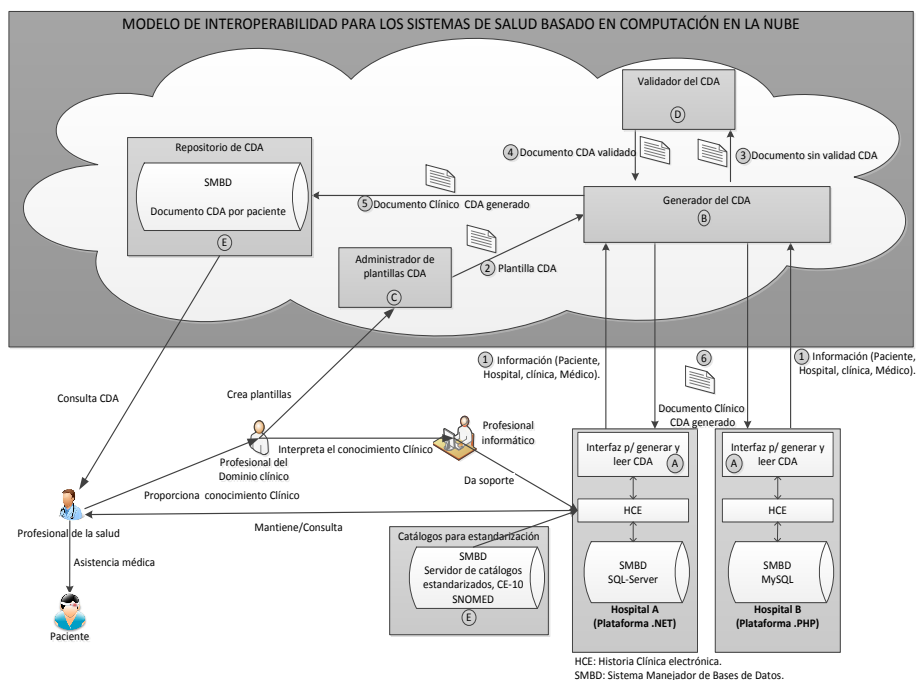 MODELO DE INTEROPERABILIDAD PARA LOS SISTEMAS DE SALUD BASADO EN COMPUTACIÓN EN LA NUBE
Validador del CDA
D
4 Documento CDA validado
3 Documento sin validad CDA
Repositorio de CDA
SMBD
Documento CDA por paciente
E
5 Documento Clínico CDA generado
Generador del CDA
B
Administrador de
plantillas CDA
C
2 Plantilla CDA
1 Información (Paciente,
Hospital, clínica, Médico).
6
Documento Clínico
CDA generado
1 Información (Paciente,
Hospital, clínica, Médico).
Consulta CDA
Crea plantillas
Profesional del
Dominio clínico
Interpreta el conocimiento Clínico
Profesional
informático
Proporciona conocimiento Clínico
Da soporte
Profesional de la salud
Mantiene/Consulta
Asistencia médica
Paciente
Catálogos para estandarización
SMBD
Servidor de catálogos
estandarizados, CE-10
SNOMED
E
Interfaz p/ generar y
leer CDA
A
HCE
SMBD
SQL-Server
Hospital A
(Plataforma .NET)
Interfaz p/ generar y
leer CDA
A
HCE
SMBD
MySQL
Hospital B
(Plataforma .PHP)
HCE: Historia Clínica electrónica.
SMBD: Sistema Manejador de Bases de Datos.